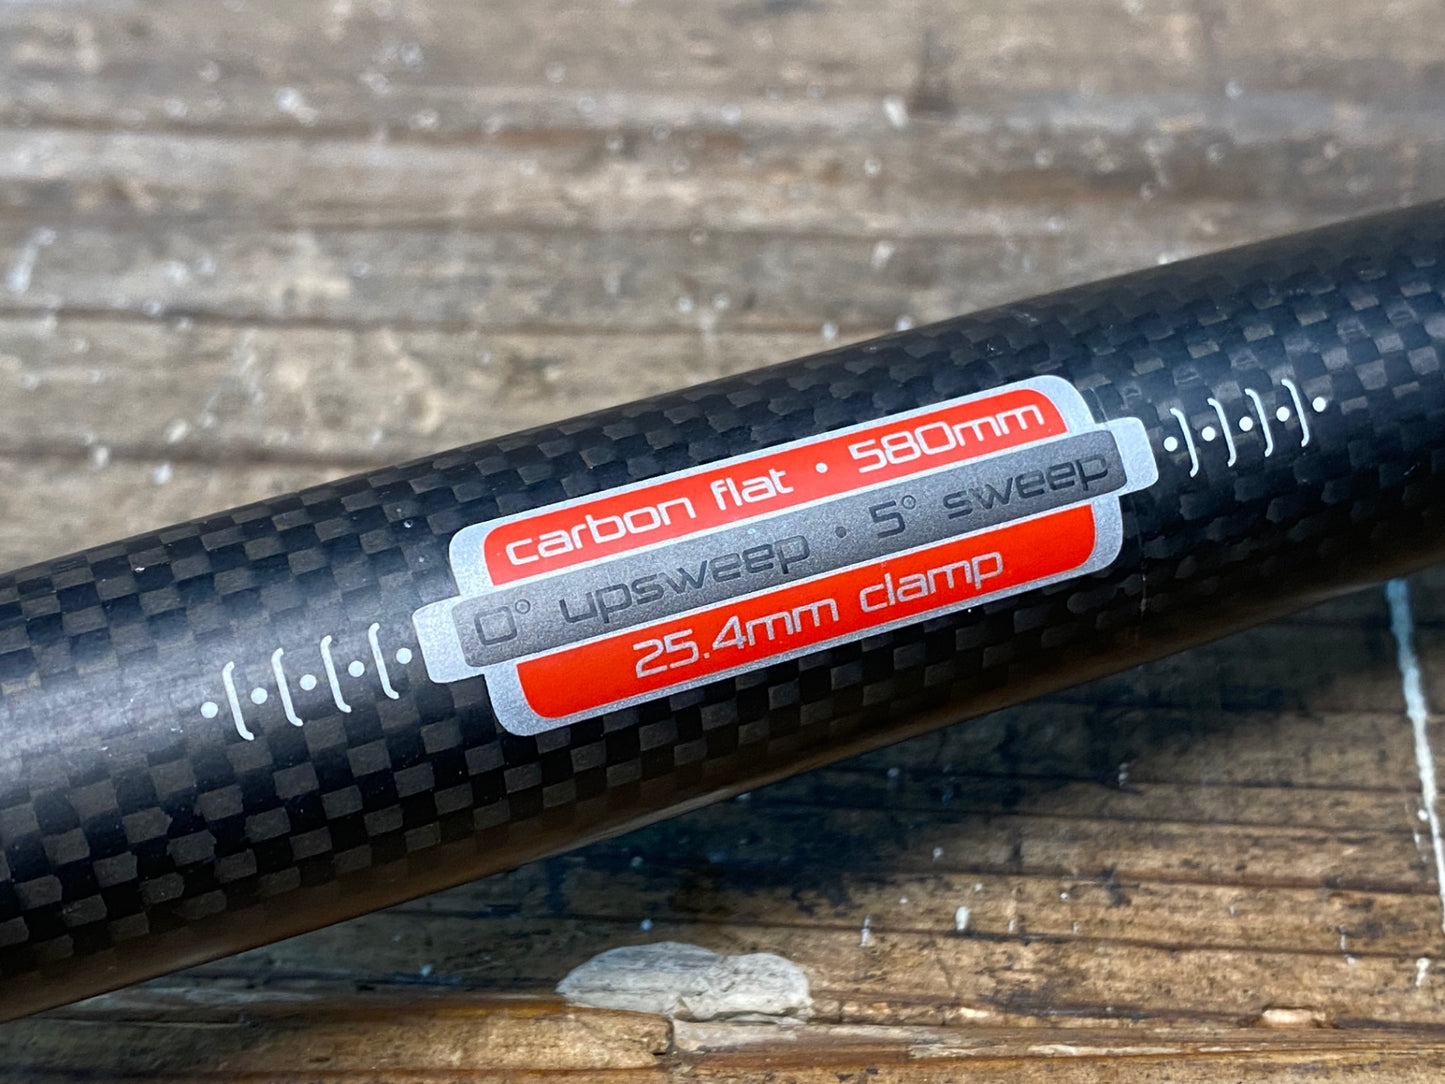 carbon flat · 580mm
0° upsweep · 5° sweep
25.4mm clamp